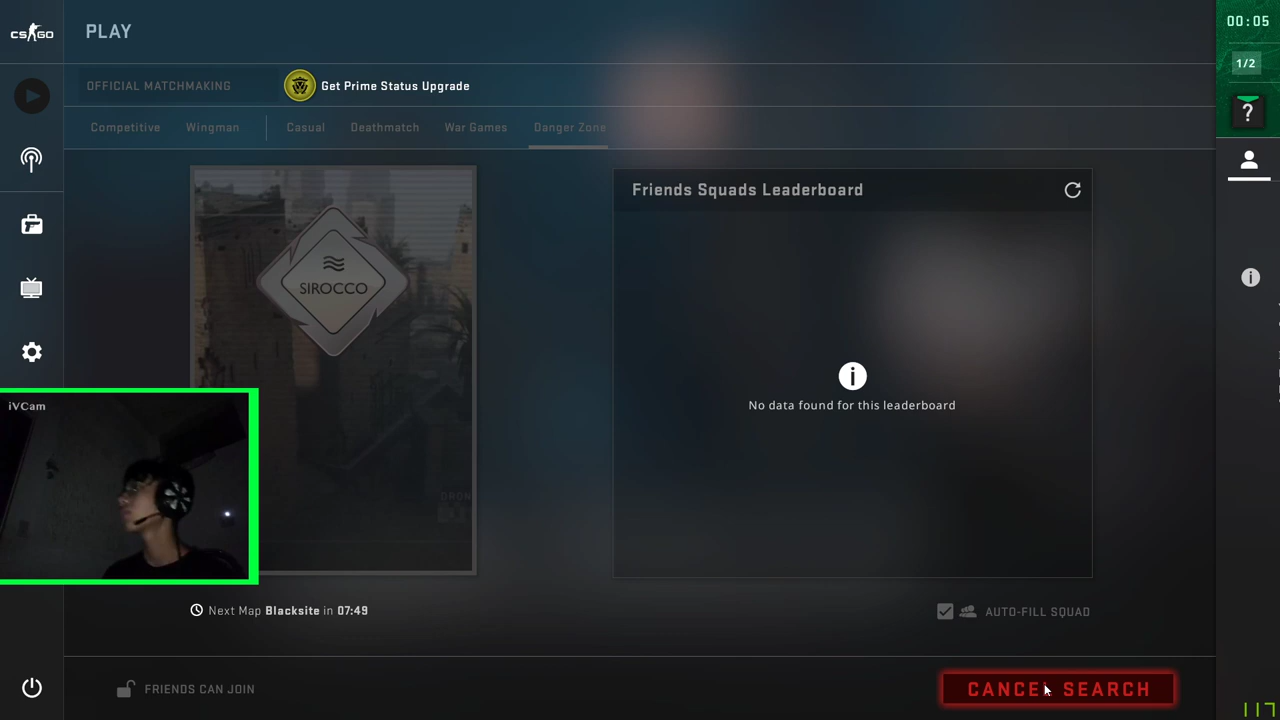 CS GO
PLAY
00:05
1/2
OFFICIAL MATCHMAKING
Get Prime Status Upgrade
Competitive
Wingman
Casual
Deathmatch
War Games
Danger Zone
?
SIROCCO
Friends Squads Leaderboard
i
No data found for this leaderboard
iVCam
Next Map Blacksite in 07:49
AUTO-FILL SQUAD
FRIENDS CAN JOIN
CANCEL SEARCH
117